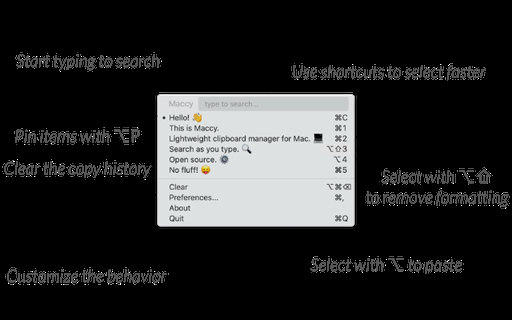 Start typing to search
Use shortcuts to select faster
Maccy type to search...
• Hello! 👋 ⌘C
This is Maccy. ⌘1
Lightweight clipboard manager for Mac. 💻 ⌘2
Search as you type. 🔍 ⌥⇧3
Open source. 🌚 ⌥4
No fluff! 😛 ⌘5
Clear ⌥⌘⌫
Preferences... ⌘,
About
Quit ⌘Q
Pin items with ⌥P
Clear the copy history
Select with ⌥⇧
to remove formatting
Customize the behavior
Select with ⌥ to paste